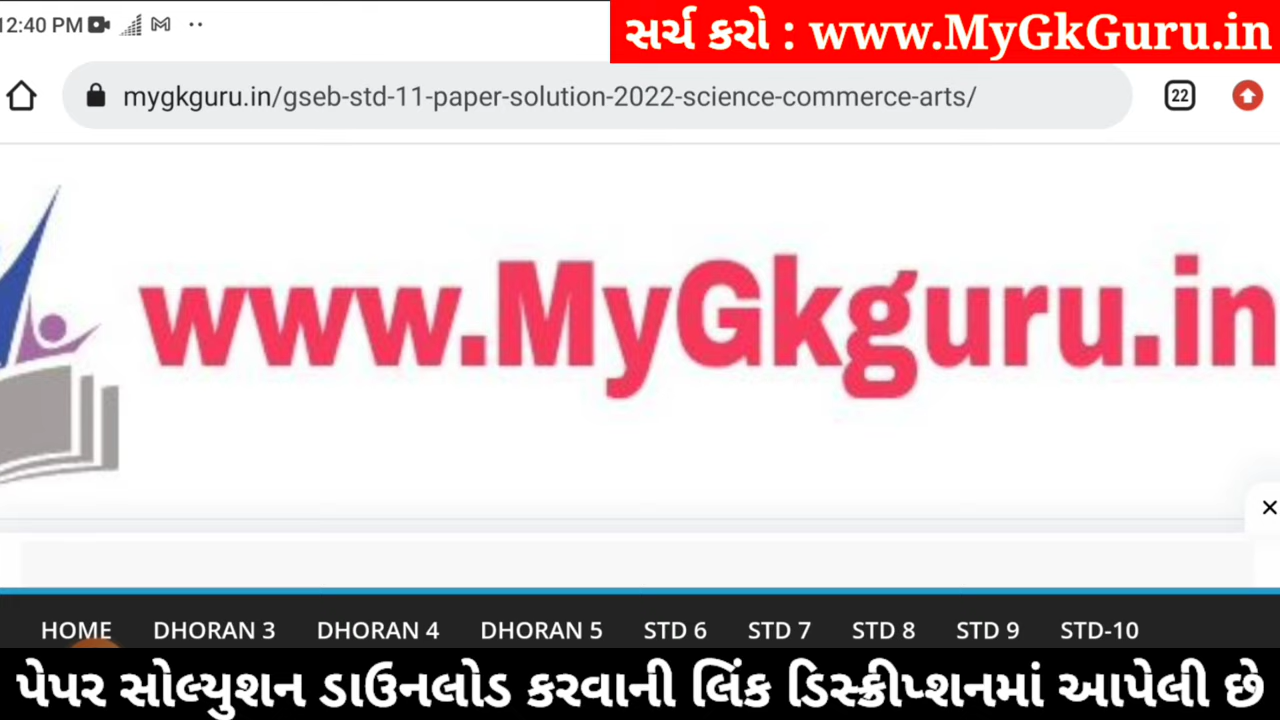 12:40 PM
સર્ચ કરો : www.MyGkGuru.in
mygkguru.in/gseb-std-11-paper-solution-2022-science-commerce-arts/
22
www.MyGkguru.in
HOME DHORAN 3 DHORAN 4 DHORAN 5 STD 6 STD 7 STD 8 STD 9 STD-10
પેપર સોલ્યુશન ડાઉનલોડ કરવાની લિંક ડિસ્ક્રીપ્શનમાં આપેલી છે